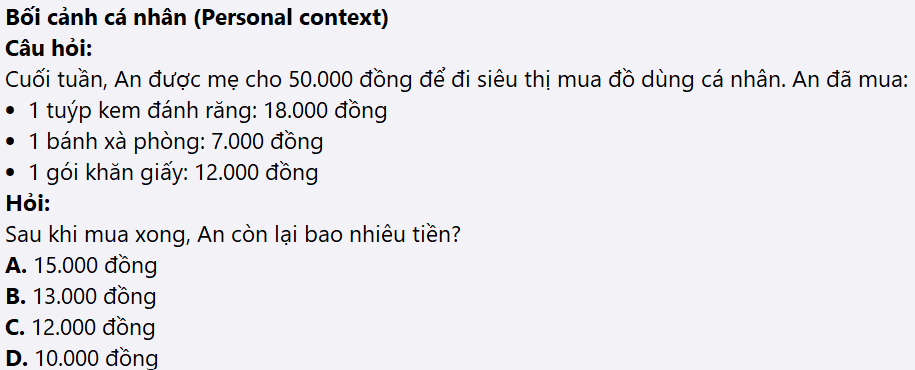 Bối cảnh cá nhân (Personal context)
Câu hỏi:
Cuối tuần, An được mẹ cho 50.000 đồng để đi siêu thị mua đồ dùng cá nhân. An đã mua:
• 1 tuýp kem đánh răng: 18.000 đồng
• 1 bánh xà phòng: 7.000 đồng
• 1 gói khăn giấy: 12.000 đồng
Hỏi:
Sau khi mua xong, An còn lại bao nhiêu tiền?
A. 15.000 đồng
B. 13.000 đồng
C. 12.000 đồng
D. 10.000 đồng